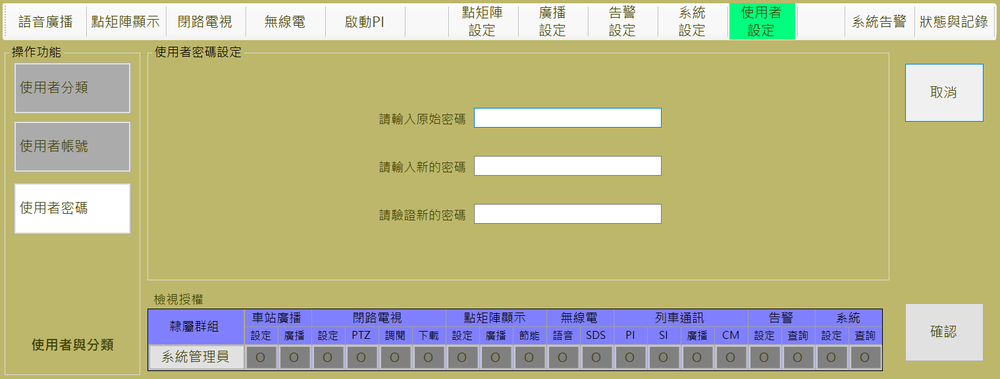 語音廣播 點矩陣顯示 閉路電視 無線電 啟動PI 點矩陣 廣播 告警 系統 使用者 系統告警 狀態與記錄
設定 設定 設定 設定 設定
操作功能
使用者分類
使用者帳號
使用者密碼
使用者與分類
使用者密碼設定
請輸入原始密碼
請輸入新的密碼
請驗證新的密碼
取消
確認
檢視授權
隸屬群組 車站廣播 閉路電視 點矩陣顯示 無線電 列車通訊 告警 系統
設定 廣播 設定 PTZ 調閱 下載 設定 廣播 節能 語音 SDS PI SI 廣播 CM 設定 查詢 設定 查詢
系統管理員 O O O O O O O O O O O O O O O O O O O